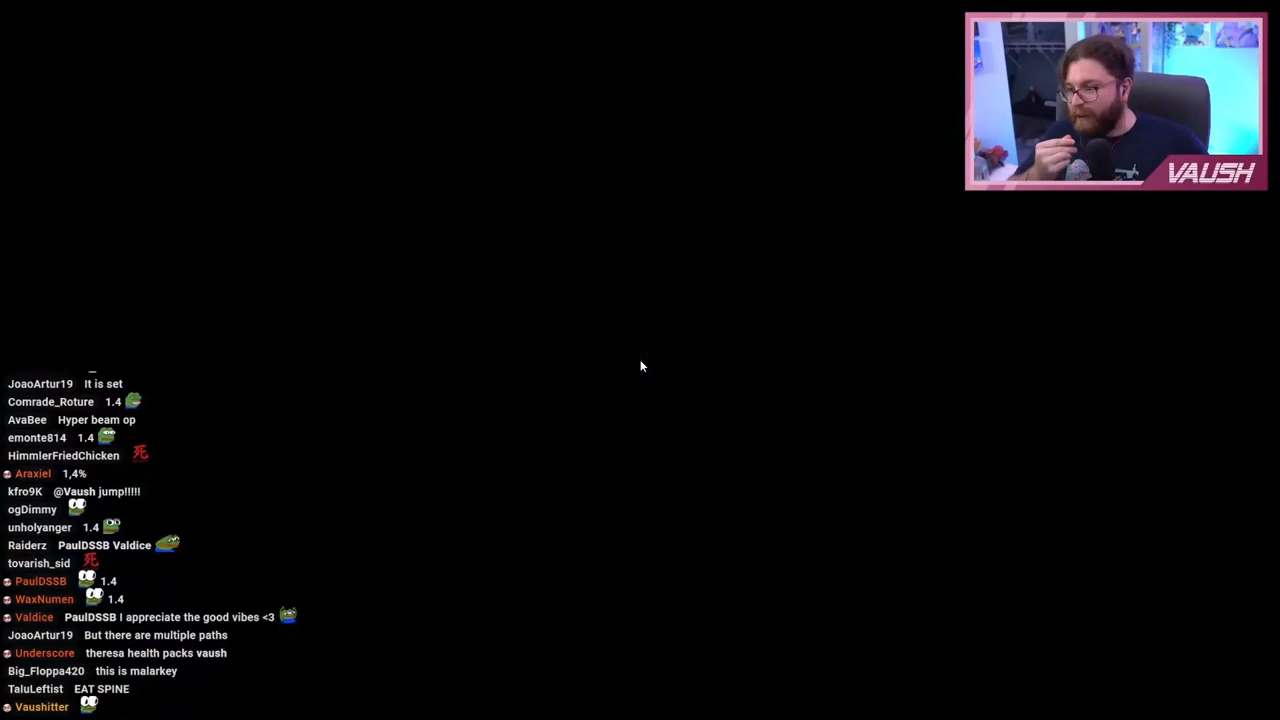 VAUSH
JoaoArtur19 It is set
Comrade_Roture 1.4
AvaBee Hyper beam op
emonte814 1.4
HimmlerFriedChicken 死
Araxiel 1,4%
kfro9K @Vaush jump!!!!!
ogDimmy
unholyanger 1.4
Raiderz PaulDSSB Valdice
tovarish_sid 死
PaulDSSB 1.4
WaxNumen 1.4
Valdice PaulDSSB I appreciate the good vibes <3
JoaoArtur19 But there are multiple paths
Underscore theresa health packs vaush
Big_Floppa420 this is malarkey
TaluLeftist EAT SPINE
Vaushitter